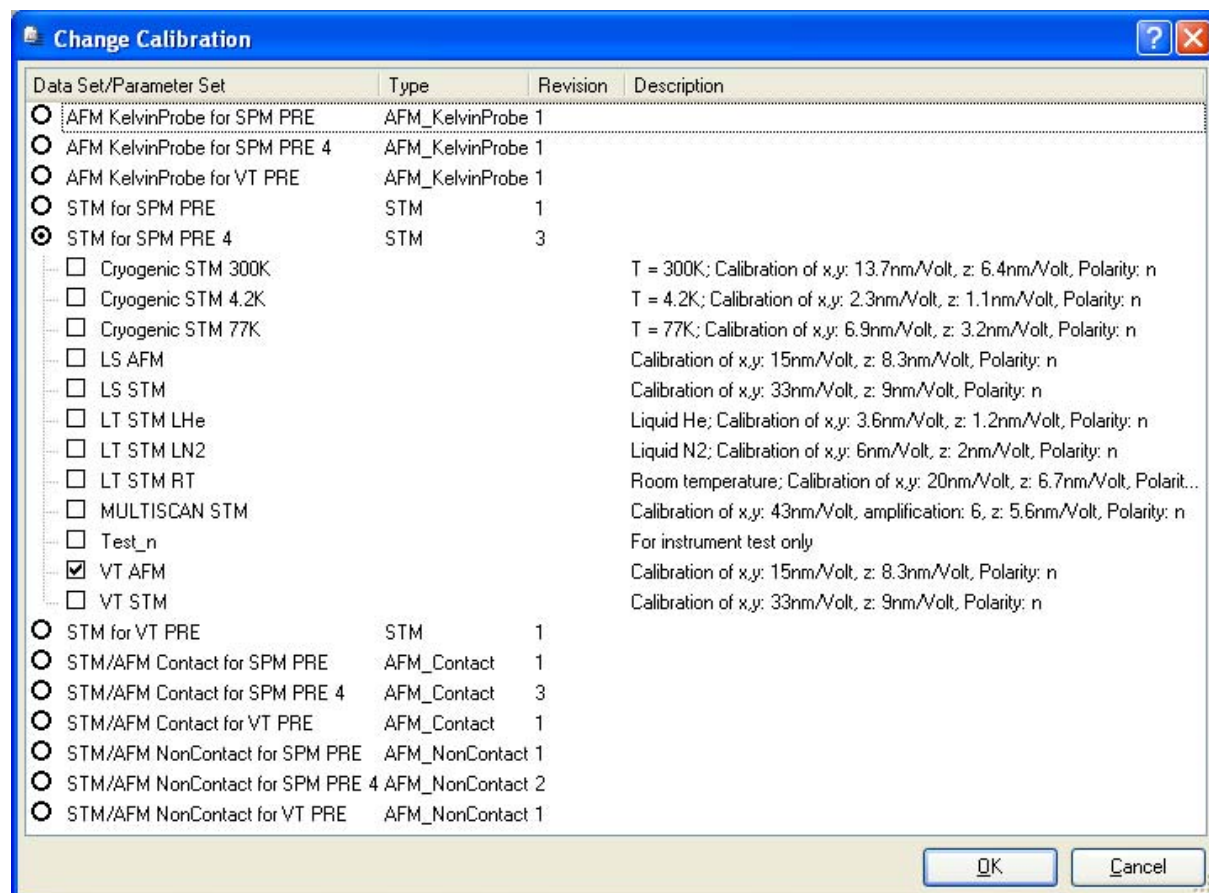 Change Calibration
Data Set/Parameter Set Type Revision Description
AFM KelvinProbe for SPM PRE AFM_KelvinProbe 1
AFM KelvinProbe for SPM PRE 4 AFM_KelvinProbe 1
AFM KelvinProbe for VT PRE AFM_KelvinProbe 1
STM for SPM PRE STM 1
STM for SPM PRE 4 STM 3
Cryogenic STM 300K T = 300K; Calibration of x,y: 13.7nm/Volt, z: 6.4nm/Volt, Polarity: n
Cryogenic STM 4.2K T = 4.2K; Calibration of x,y: 2.3nm/Volt, z: 1.1nm/Volt, Polarity: n
Cryogenic STM 77K T = 77K; Calibration of x,y: 6.9nm/Volt, z: 3.2nm/Volt, Polarity: n
LS AFM Calibration of x,y: 15nm/Volt, z: 8.3nm/Volt, Polarity: n
LS STM Calibration of x,y: 33nm/Volt, z: 9nm/Volt, Polarity: n
LT STM LHe Liquid He; Calibration of x,y: 3.6nm/Volt, z: 1.2nm/Volt, Polarity: n
LT STM LN2 Liquid N2; Calibration of x,y: 6nm/Volt, z: 2nm/Volt, Polarity: n
LT STM RT Room temperature; Calibration of x,y: 20nm/Volt, z: 6.7nm/Volt, Polarit...
MULTISCAN STM Calibration of x,y: 43nm/Volt, amplification: 6, z: 5.6nm/Volt, Polarity: n
Test_n For instrument test only
VT AFM Calibration of x,y: 15nm/Volt, z: 8.3nm/Volt, Polarity: n
VT STM Calibration of x,y: 33nm/Volt, z: 9nm/Volt, Polarity: n
STM for VT PRE STM 1
STM/AFM Contact for SPM PRE AFM_Contact 1
STM/AFM Contact for SPM PRE 4 AFM_Contact 3
STM/AFM Contact for VT PRE AFM_Contact 1
STM/AFM NonContact for SPM PRE AFM_NonContact 1
STM/AFM NonContact for SPM PRE 4 AFM_NonContact 2
STM/AFM NonContact for VT PRE AFM_NonContact 1
OK Cancel